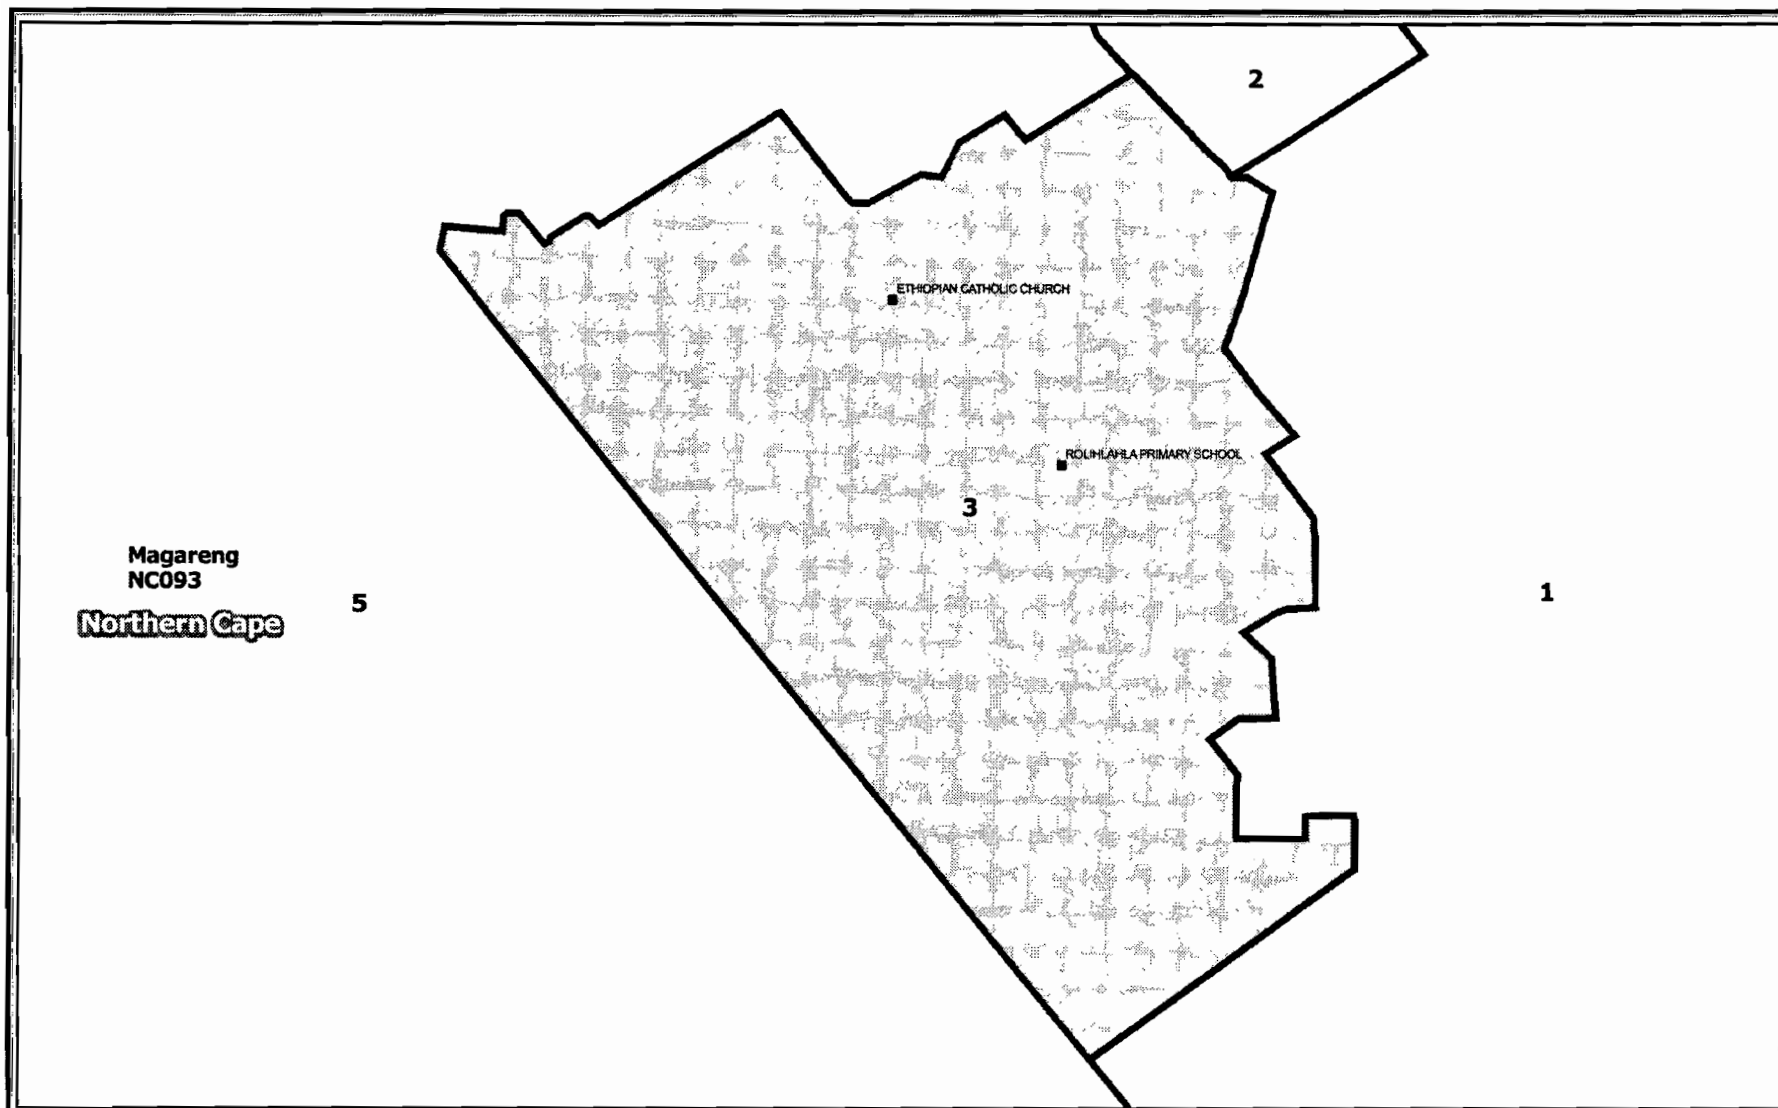 2
ETHIOPIAN CATHOLIC CHURCH
ROLIHLAHLA PRIMARY SCHOOL
3
Magareng
NC093
5
1
Northern Cape